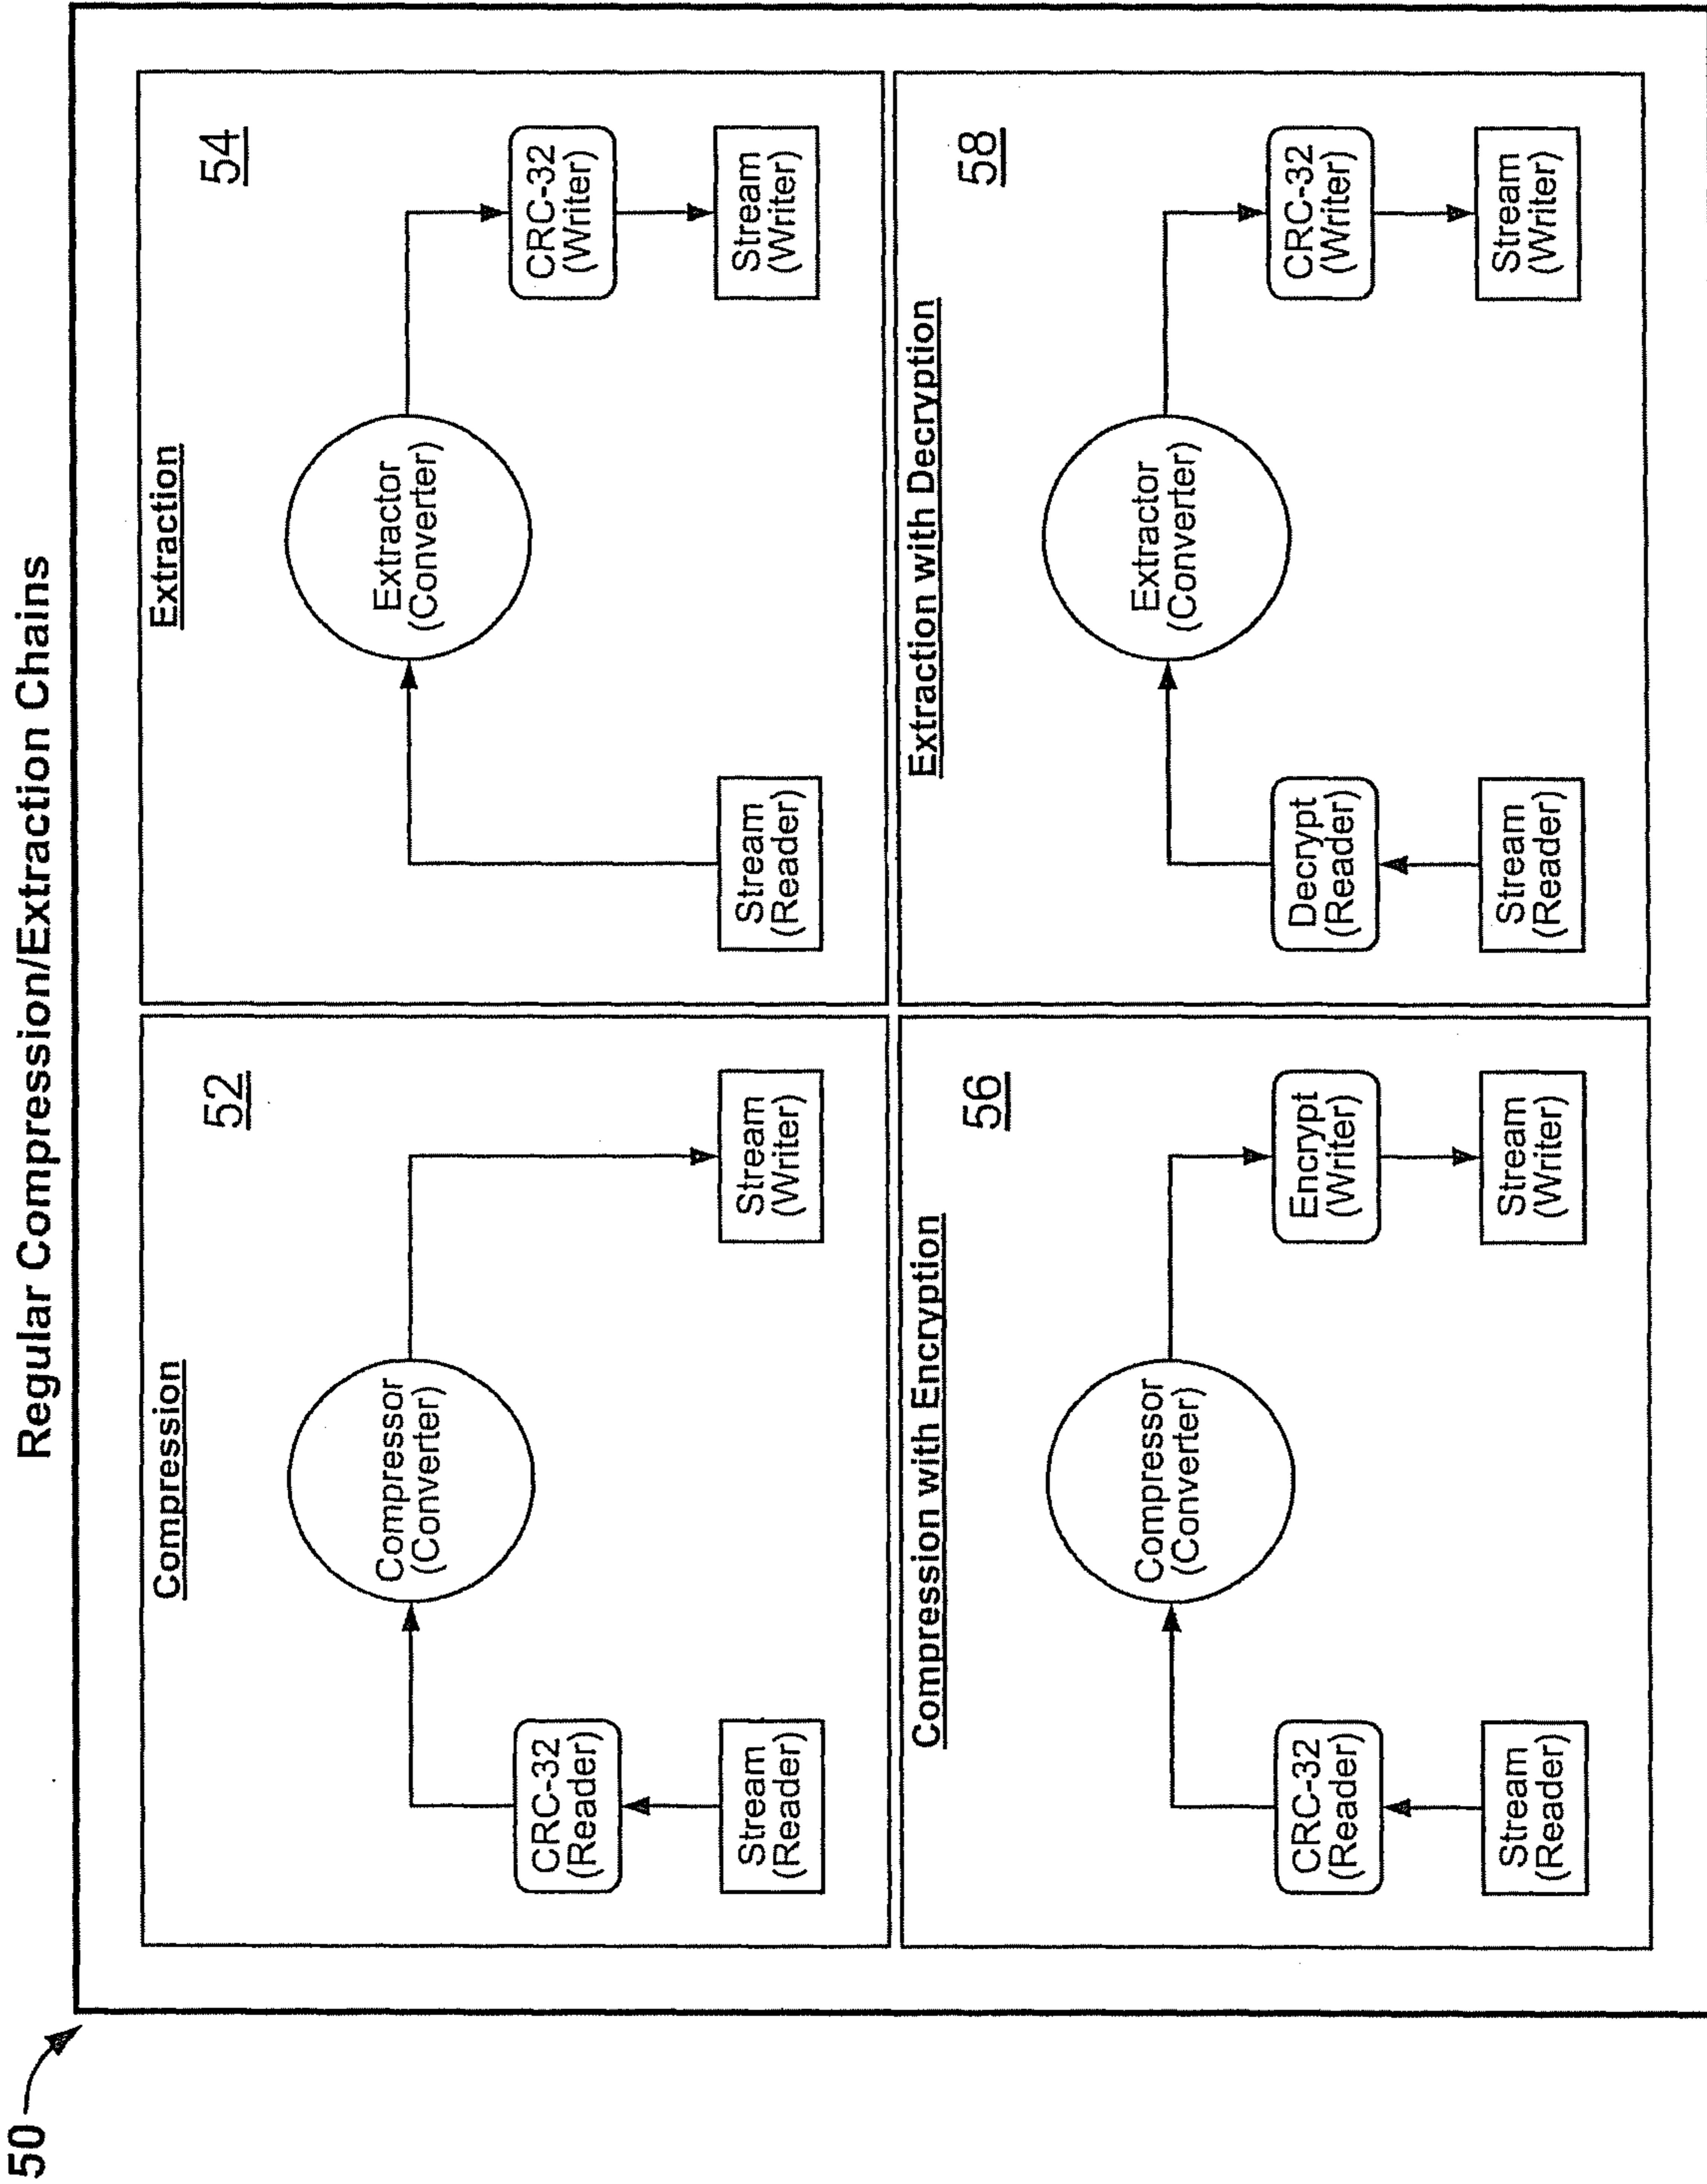 50
Regular Compression/Extraction Chains
Compression
52
CRC-32
(Reader)
Stream
(Reader)
Compressor
(Converter)
Stream
(Writer)
Extraction
54
Stream
(Reader)
Extractor
(Converter)
CRC-32
(Writer)
Stream
(Writer)
Compression with Encryption
56
CRC-32
(Reader)
Stream
(Reader)
Compressor
(Converter)
Encrypt
(Writer)
Stream
(Writer)
Extraction with Decryption
58
Decrypt
(Reader)
Stream
(Reader)
Extractor
(Converter)
CRC-32
(Writer)
Stream
(Writer)